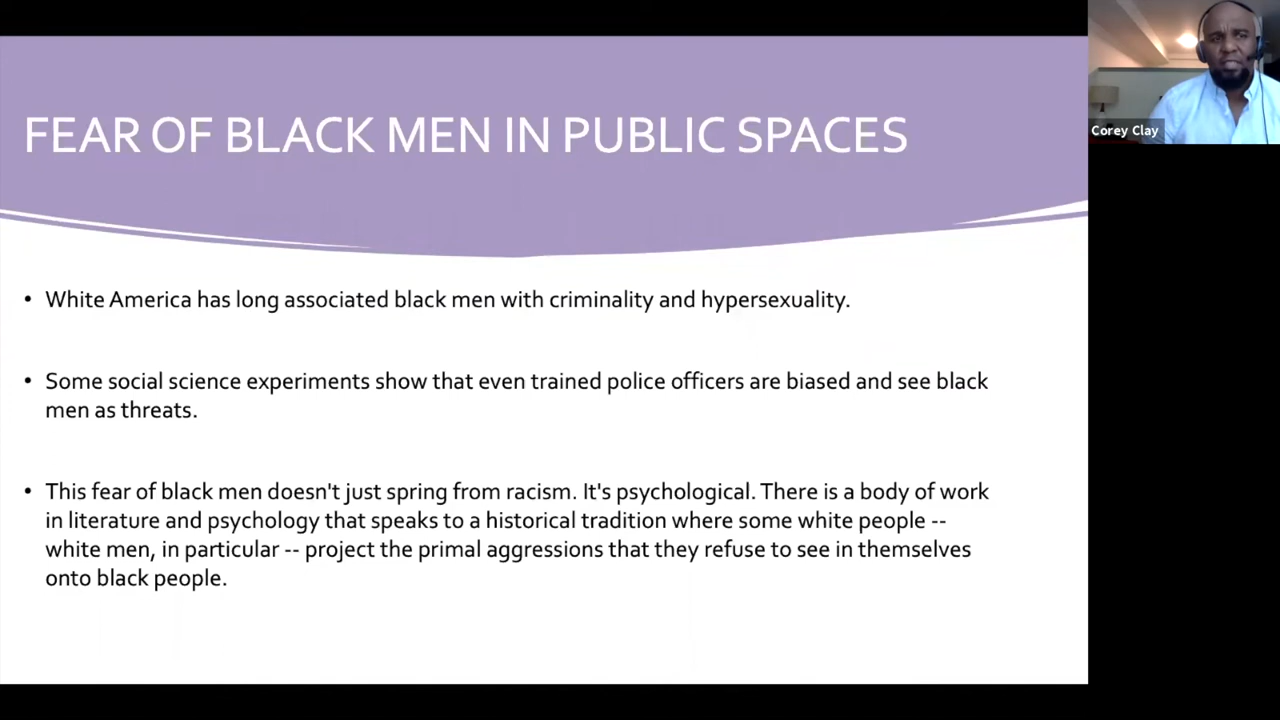 FEAR OF BLACK MEN IN PUBLIC SPACES
Corey Clay
• White America has long associated black men with criminality and hypersexuality.
• Some social science experiments show that even trained police officers are biased and see black
men as threats.
• This fear of black men doesn't just spring from racism. It's psychological. There is a body of work
in literature and psychology that speaks to a historical tradition where some white people --
white men, in particular -- project the primal aggressions that they refuse to see in themselves
onto black people.